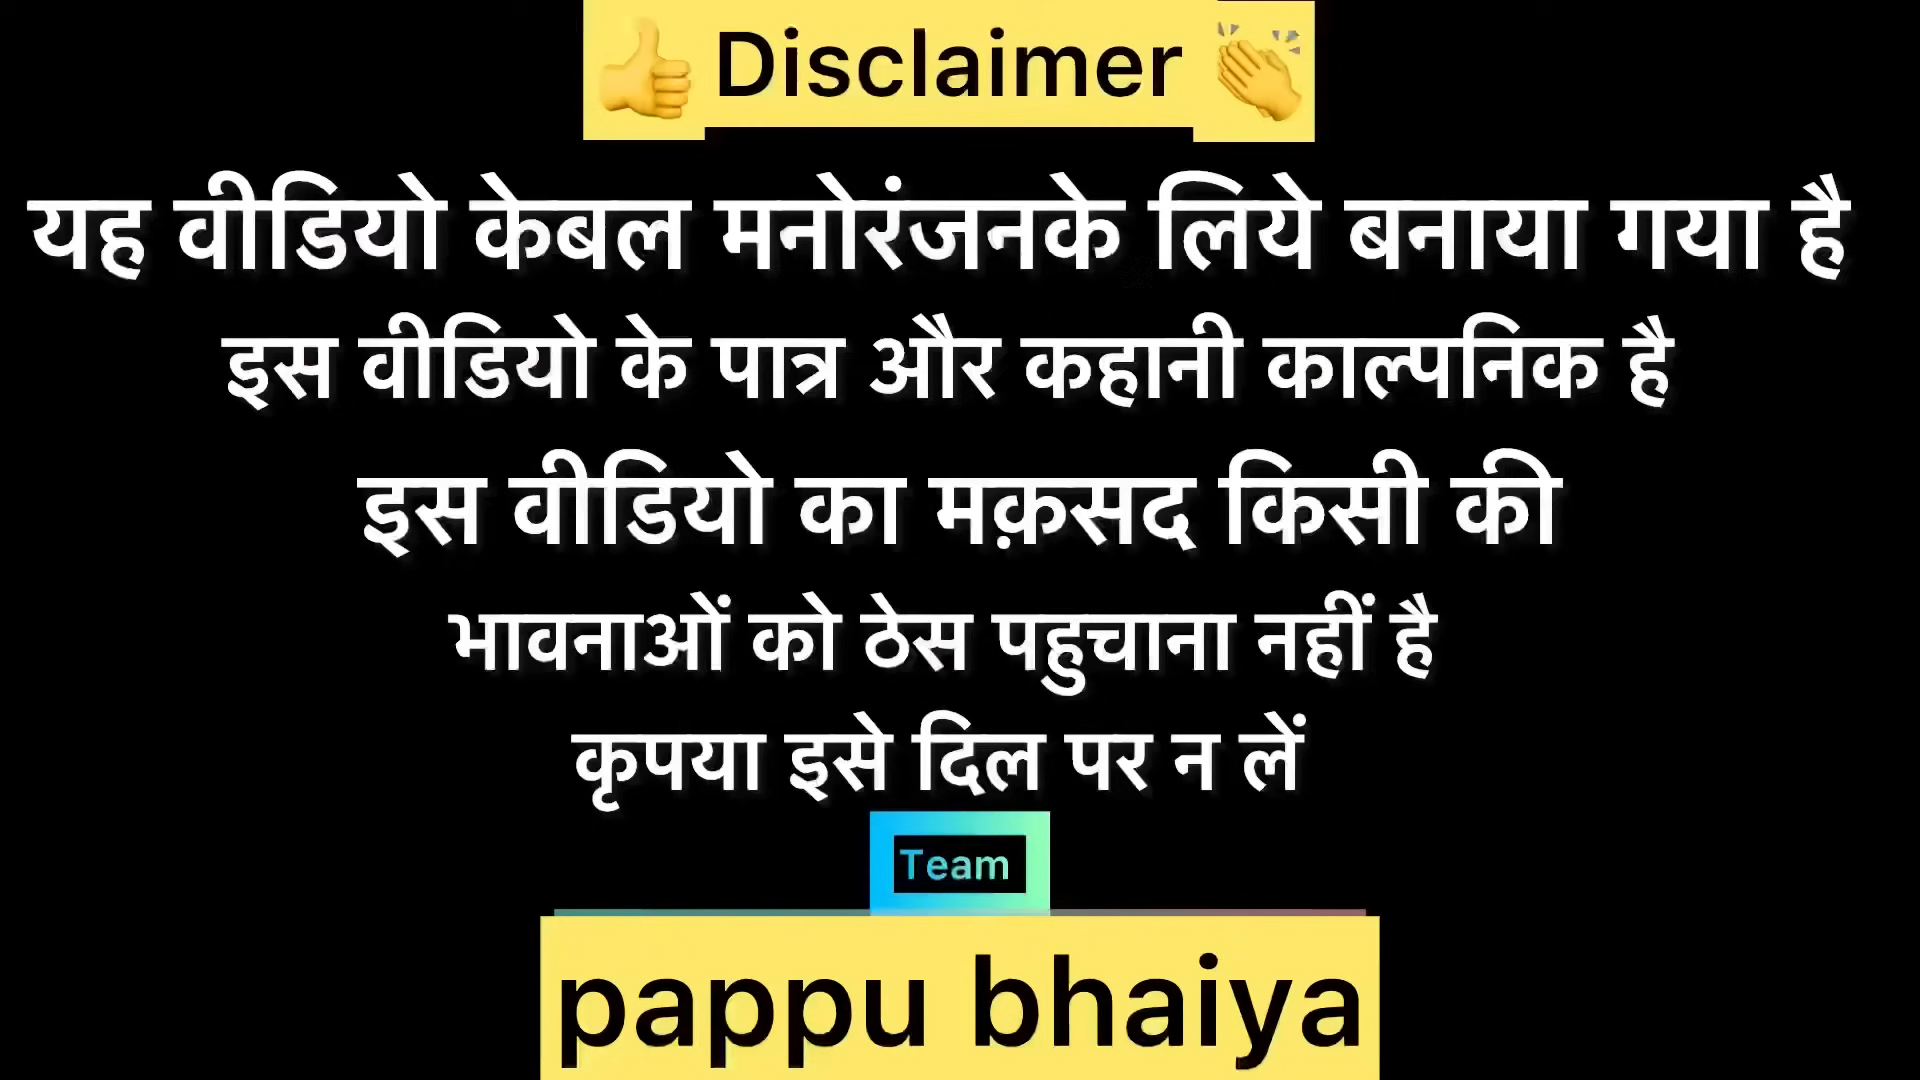 👍 Disclaimer 👏
यह वीडियो केबल मनोरंजनके लिये बनाया गया है
इस वीडियो के पात्र और कहानी काल्पनिक है
इस वीडियो का मक़सद किसी की
भावनाओं को ठेस पहुचाना नहीं है
कृपया इसे दिल पर न लें
Team
pappu bhaiya